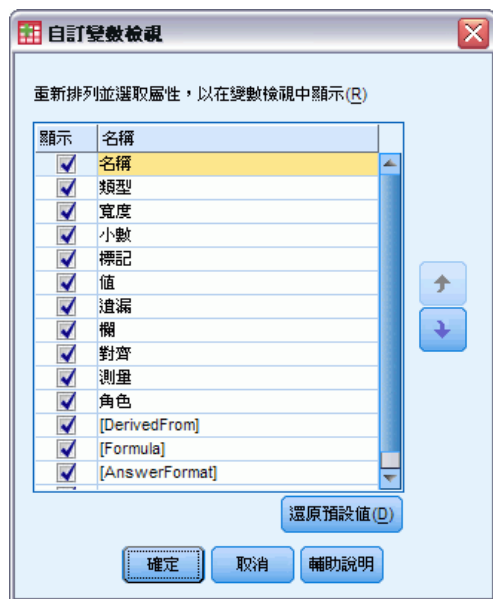 自訂變數檢視
重新排列並選取屬性，以在變數檢視中顯示(R)
顯示 名稱
名稱
類型
寬度
小數
標記
值
遺漏
欄
對齊
測量
角色
[DerivedFrom]
[Formula]
[AnswerFormat]
還原預設值(D)
確定 取消 輔助說明